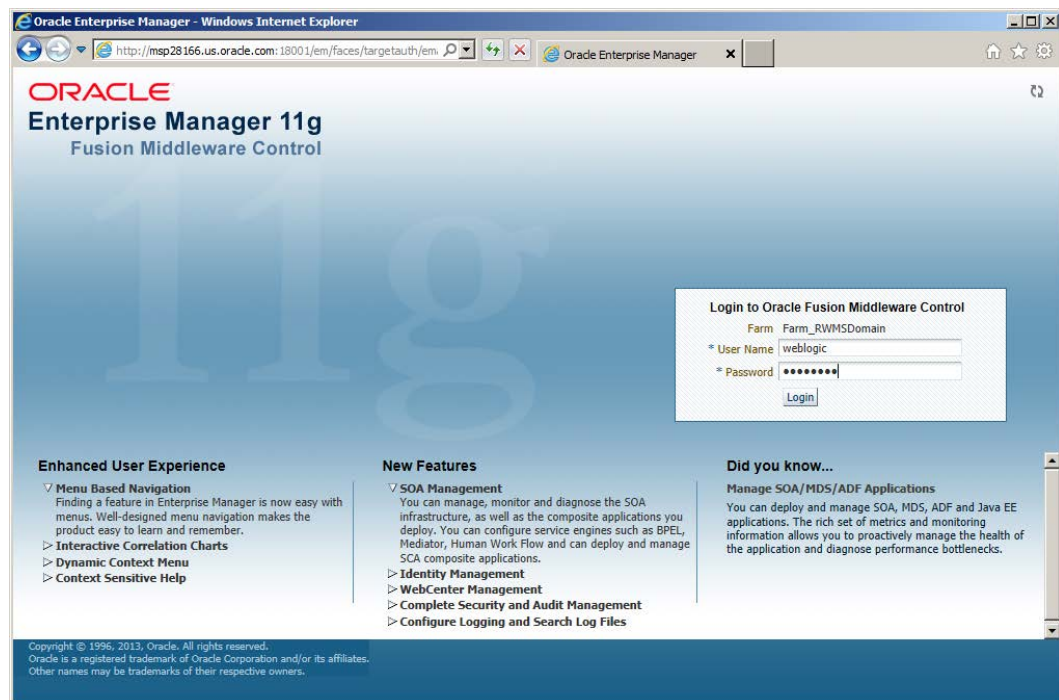 Oracle Enterprise Manager - Windows Internet Explorer
http://msp28166.us.oracle.com:18001/em/faces/targetauth/em.
Oracle Enterprise Manager
ORACLE
Enterprise Manager 11g
Fusion Middleware Control
11g
Login to Oracle Fusion Middleware Control
Farm Farm_RWMSDomain
* User Name weblogic
* Password ••••••••
Login
Enhanced User Experience
Menu Based Navigation
Finding a feature in Enterprise Manager is now easy with
menus. Well-designed menu navigation makes the
product easy to learn and remember.
Interactive Correlation Charts
Dynamic Context Menu
Context Sensitive Help
New Features
SOA Management
You can manage, monitor and diagnose the SOA
infrastructure, as well as the composite applications you
deploy. You can configure service engines such as BPEL,
Mediator, Human Work Flow and can deploy and manage
SCA composite applications.
Identity Management
WebCenter Management
Complete Security and Audit Management
Configure Logging and Search Log Files
Did you know...
Manage SOA/MDS/ADF Applications
You can deploy and manage SOA, MDS, ADF and Java EE
applications. The rich set of metrics and monitoring
information allows you to proactively manage the health of
the application and diagnose performance bottlenecks.
Copyright © 1996, 2013, Oracle. All rights reserved.
Oracle is a registered trademark of Oracle Corporation and/or its affiliates.
Other names may be trademarks of their respective owners.